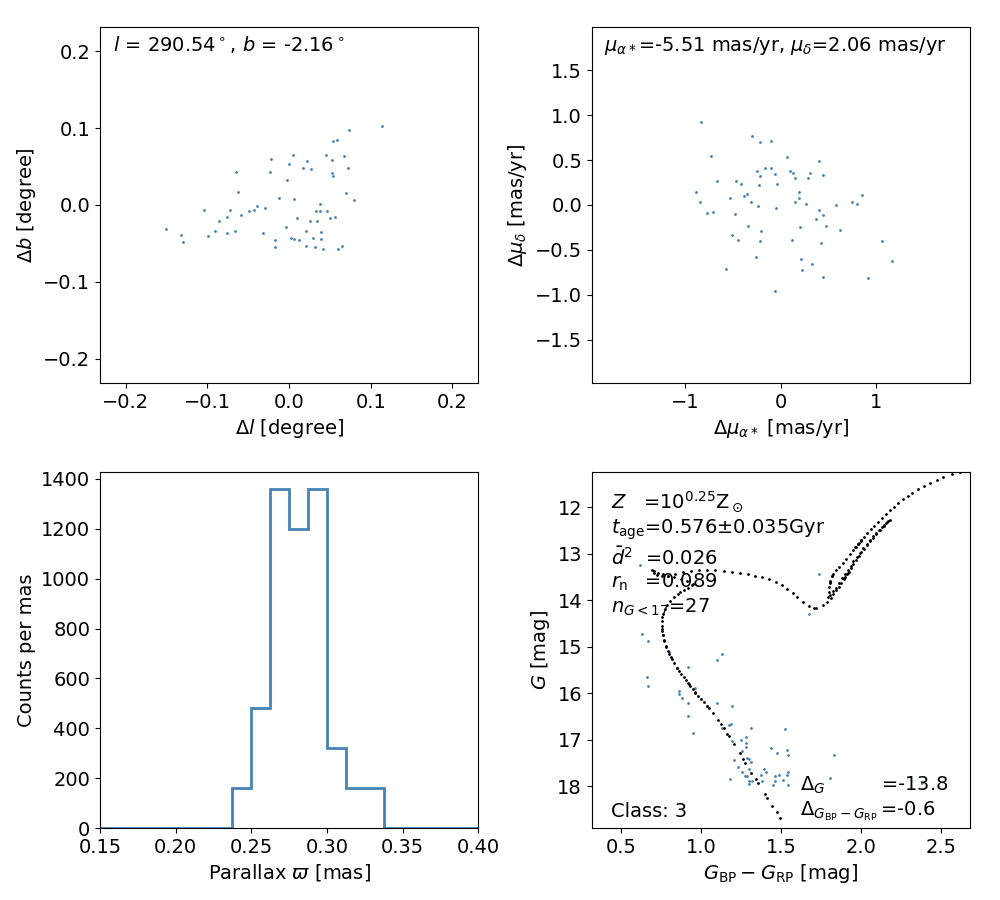 l = 290.54°, b = -2.16°
0.2
0.1
0.0
−0.1
−0.2
Δb [degree]
−0.2 −0.1 0.0 0.1 0.2
Δl [degree]
μα*=-5.51 mas/yr, μδ=2.06 mas/yr
1.5
1.0
0.5
0.0
−0.5
−1.0
−1.5
Δμδ [mas/yr]
−1 0 1
Δμα* [mas/yr]
1400
1200
1000
800
600
400
200
0
Counts per mas
0.15 0.20 0.25 0.30 0.35 0.40
Parallax ϖ [mas]
12
13
14
15
16
17
18
G [mag]
Z =10^0.25Z⊙
t_age=0.576±0.035Gyr
d̄² =0.026
r_n =0.089
n_G<17=27
Δ_G =-13.8
Δ_G_BP−G_RP =-0.6
Class: 3
0.5 1.0 1.5 2.0 2.5
G_BP − G_RP [mag]